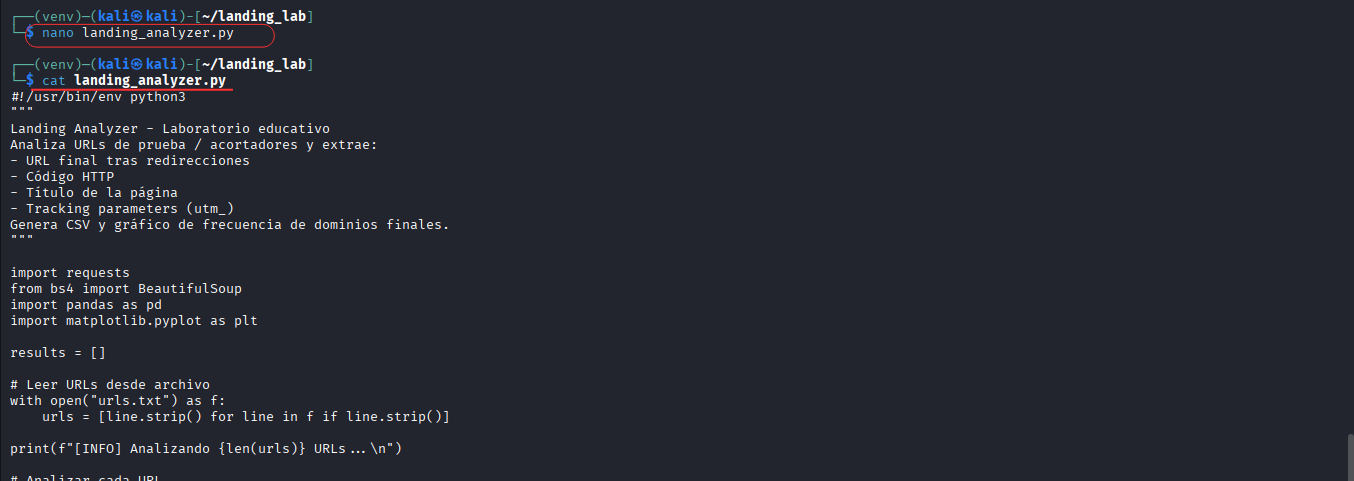 ┌──(venv)─(kali㉿kali)-[~/landing_lab]
└─$ nano landing_analyzer.py
┌──(venv)─(kali㉿kali)-[~/landing_lab]
└─$ cat landing_analyzer.py
#!/usr/bin/env python3
"""
Landing Analyzer - Laboratorio educativo
Analiza URLs de prueba / acortadores y extrae:
- URL final tras redirecciones
- Código HTTP
- Título de la página
- Tracking parameters (utm_)
Genera CSV y gráfico de frecuencia de dominios finales.
"""
import requests
from bs4 import BeautifulSoup
import pandas as pd
import matplotlib.pyplot as plt
results = []
# Leer URLs desde archivo
with open("urls.txt") as f:
    urls = [line.strip() for line in f if line.strip()]
print(f"[INFO] Analizando {len(urls)} URLs...\n")
# Analizar cada URL